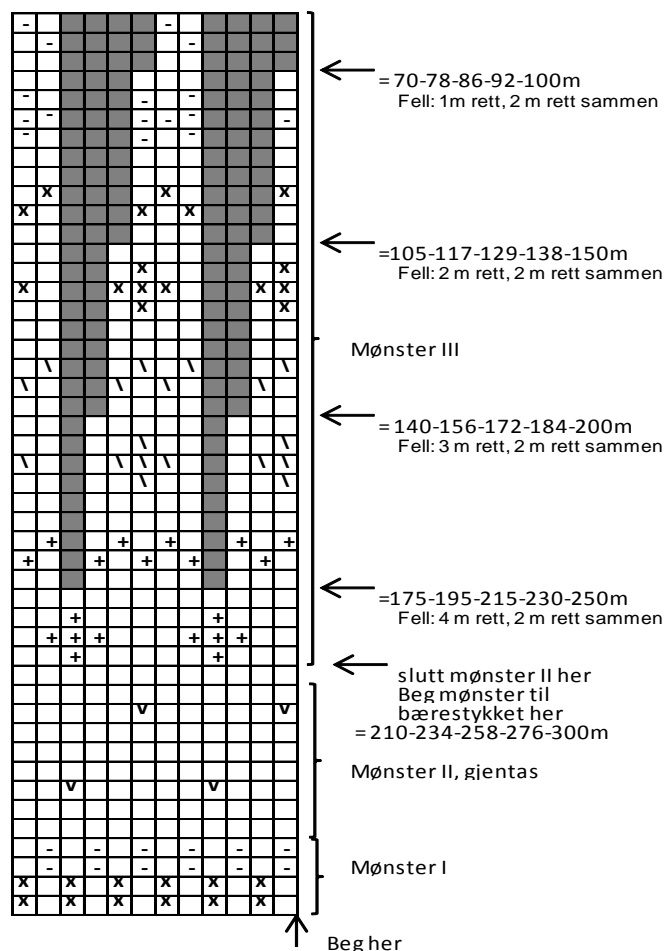 = 70-78-86-92-100m
Fell: 1m rett, 2 m rett sammen
=105-117-129-138-150m
Fell: 2 m rett, 2 m rett sammen
Mønster III
= 140-156-172-184-200m
Fell: 3 m rett, 2 m rett sammen
=175-195-215-230-250m
Fell: 4 m rett, 2 m rett sammen
slutt mønster II her
Beg mønster til
bærestykket her
= 210-234-258-276-300m
Mønster II, gjentas
Mønster I
Beg her